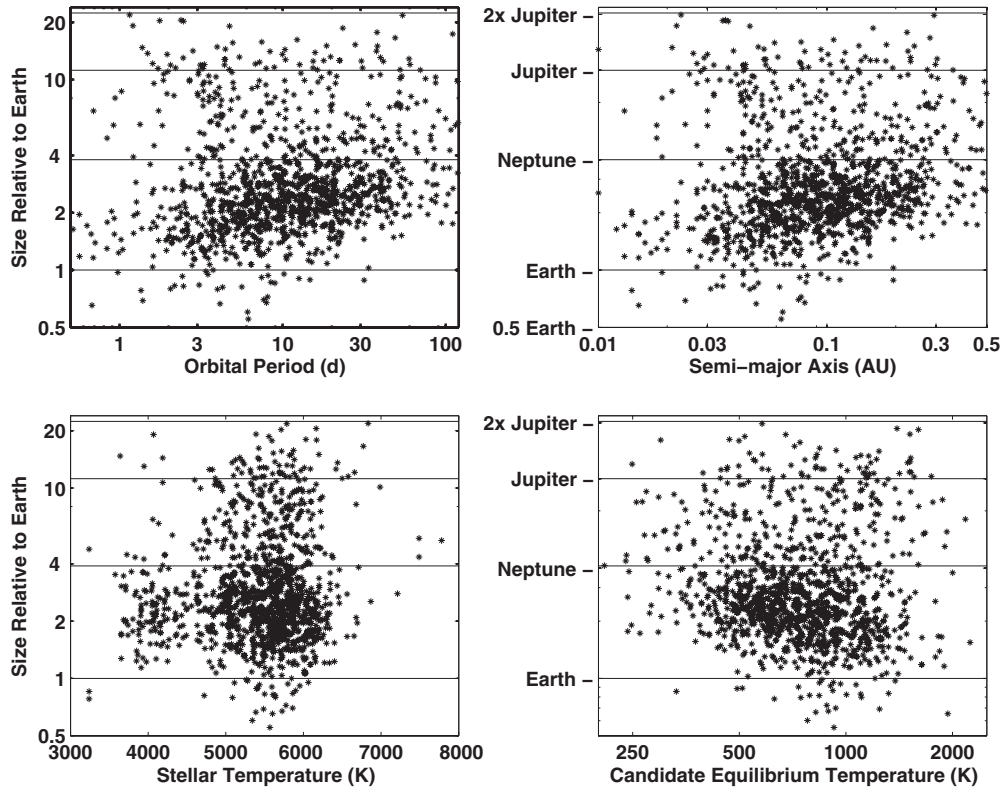 Size Relative to Earth
20
10
4
2
1
0.5
1
3
10
30
100
Orbital Period (d)
2x Jupiter –
Jupiter –
Neptune –
Earth –
0.5 Earth –
0.01
0.03
0.1
0.3
0.5
Semi−major Axis (AU)
Size Relative to Earth
20
10
4
2
1
0.5
3000
4000
5000
6000
7000
8000
Stellar Temperature (K)
2x Jupiter –
Jupiter –
Neptune –
Earth –
250
500
1000
2000
Candidate Equilibrium Temperature (K)